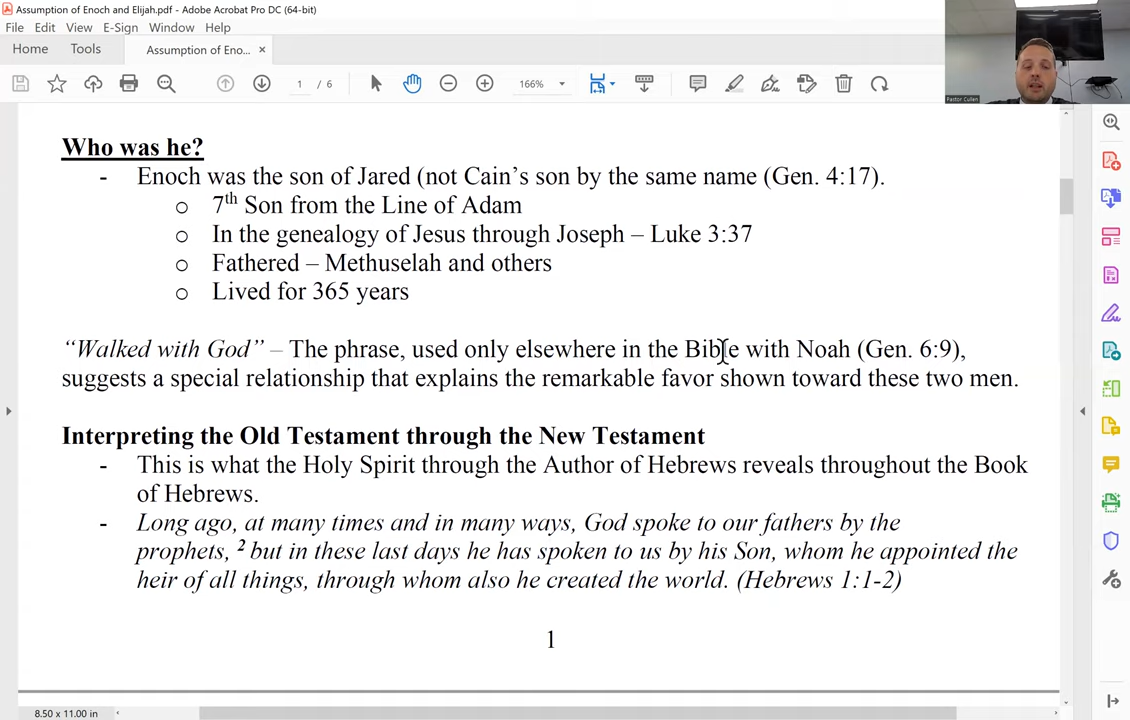 Assumption of Enoch and Elijah.pdf - Adobe Acrobat Pro DC (64-bit)
File Edit View E-Sign Window Help
Home Tools Assumption of Eno... ×
1 / 6 166%
Pastor Cullen
Who was he?
- Enoch was the son of Jared (not Cain’s son by the same name (Gen. 4:17).
o 7th Son from the Line of Adam
o In the genealogy of Jesus through Joseph – Luke 3:37
o Fathered – Methuselah and others
o Lived for 365 years
“Walked with God” – The phrase, used only elsewhere in the Bible with Noah (Gen. 6:9),
suggests a special relationship that explains the remarkable favor shown toward these two men.
Interpreting the Old Testament through the New Testament
- This is what the Holy Spirit through the Author of Hebrews reveals throughout the Book
of Hebrews.
- Long ago, at many times and in many ways, God spoke to our fathers by the
prophets, 2 but in these last days he has spoken to us by his Son, whom he appointed the
heir of all things, through whom also he created the world. (Hebrews 1:1-2)
1
8.50 x 11.00 in